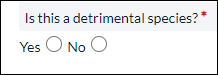 Is this a detrimental species? *
Yes No